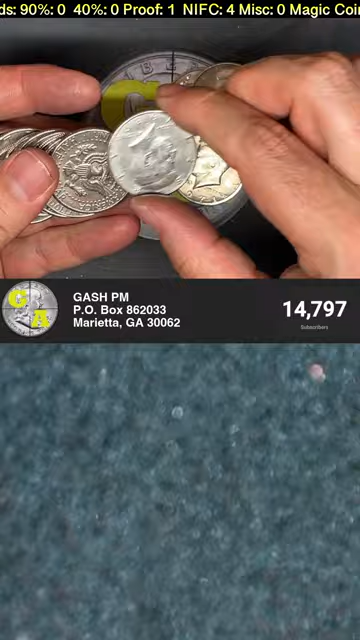 ds: 90%: 0 40%: 0 Proof: 1 NIFC: 4 Misc: 0 Magic Coi
GASH PM
P.O. Box 862033
Marietta, GA 30062
14,797
Subscribers
G
A